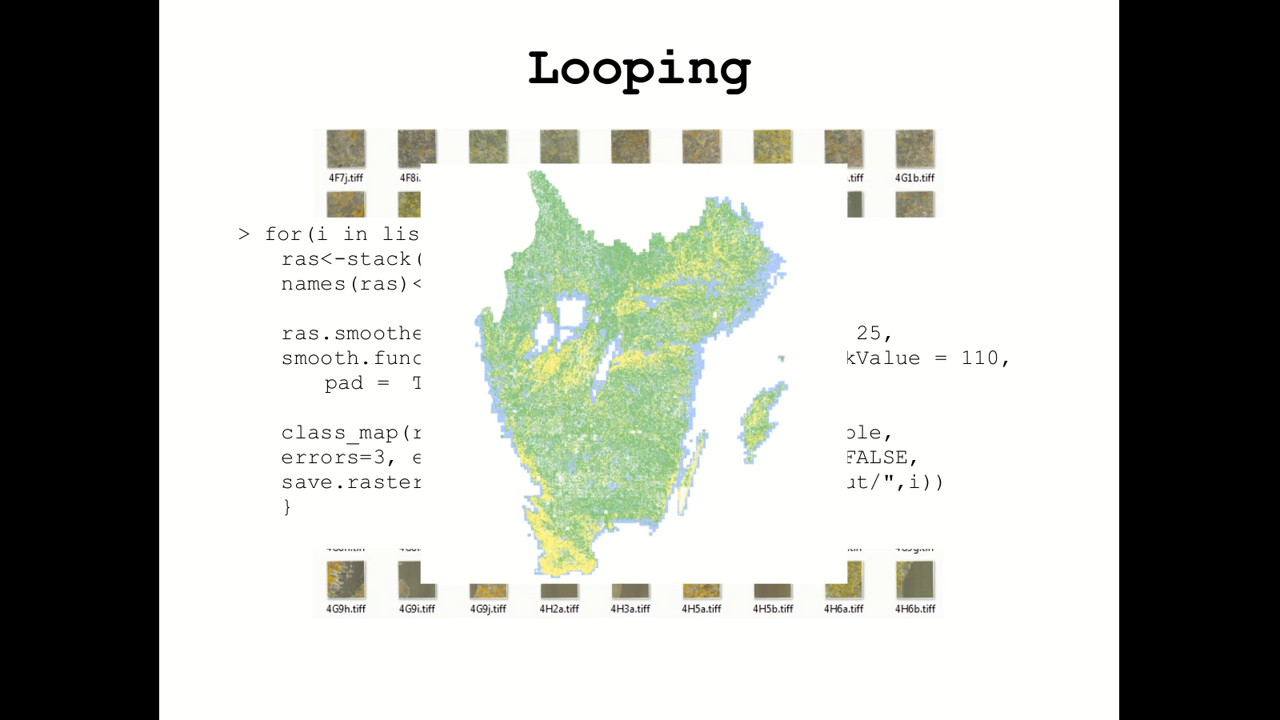 Looping
4F7j.tiff 4F8i. .tiff 4G1b.tiff
> for(i in lis
ras<-stack(
names(ras)<
ras.smoothe 25,
smooth.func kValue = 110,
pad = T
class_map(r ole,
errors=3, e FALSE,
save.raster ut/",i))
}
4G9h.tiff 4G9i.tiff 4G9j.tiff 4H2a.tiff 4H3a.tiff 4H5a.tiff 4H5b.tiff 4H6a.tiff 4H6b.tiff